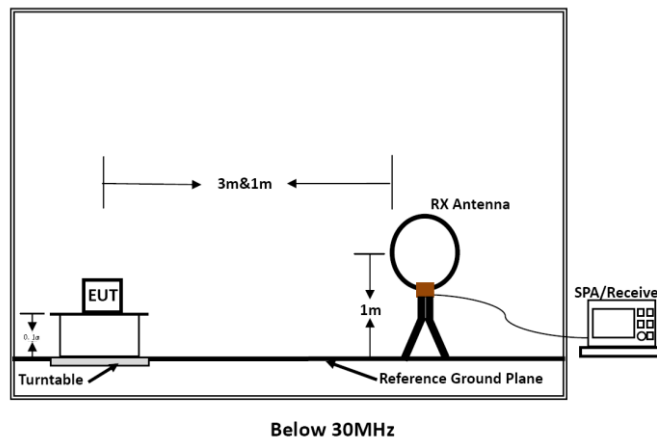 3m&1m
RX Antenna
EUT
SPA/Receive
1m
Turntable
Reference Ground Plane
Below 30MHz